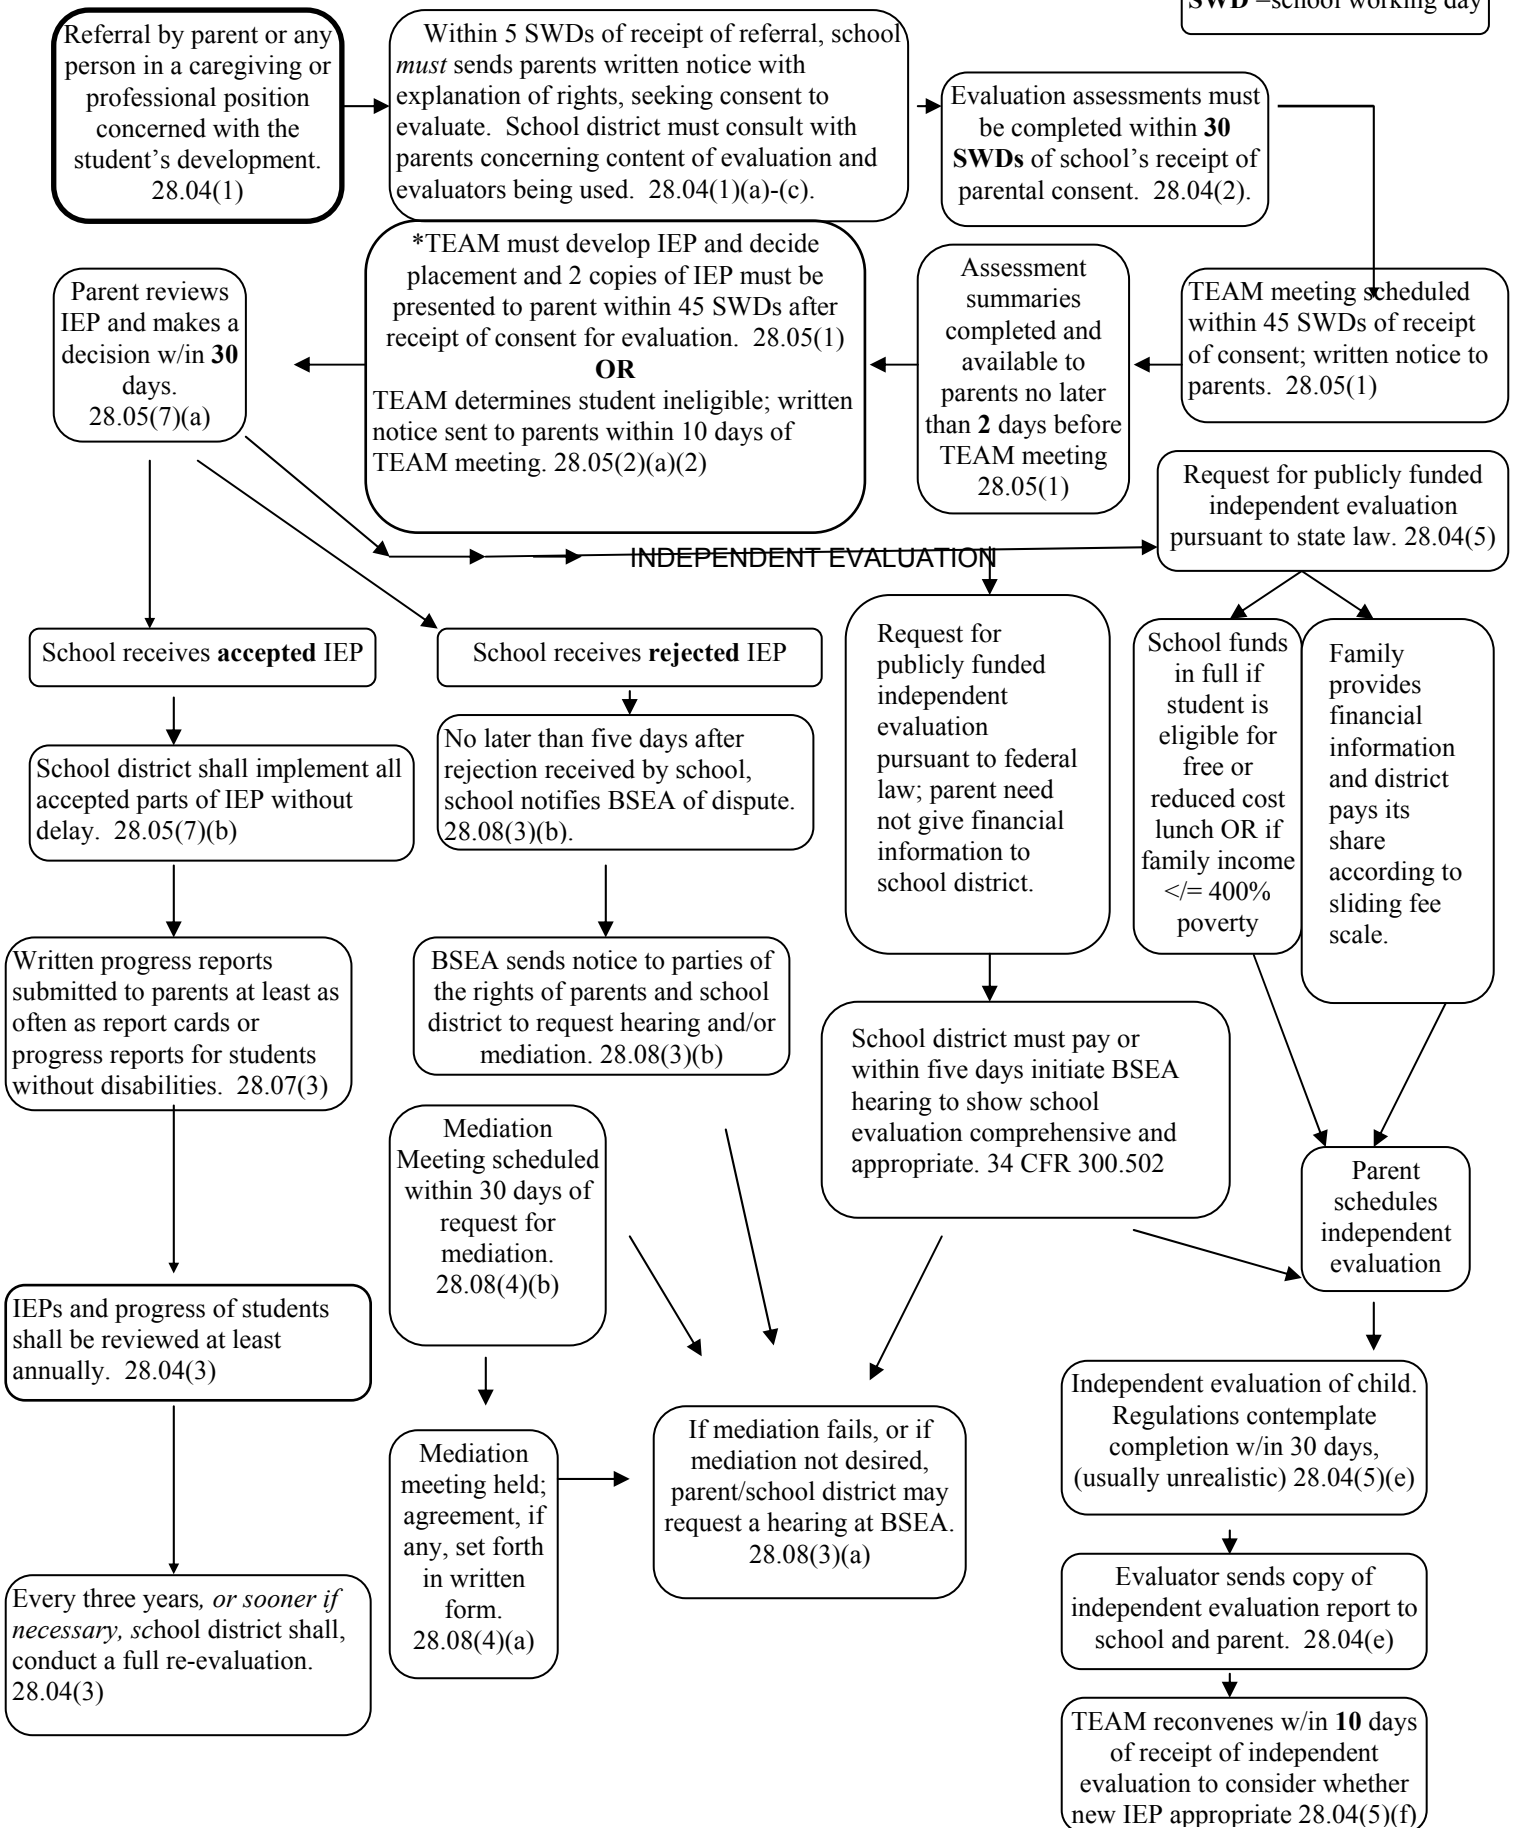 SWD =school working day
Referral by parent or any
person in a caregiving or
professional position
concerned with the
student's development.
28.04(1)
Within 5 SWDs of receipt of referral, school
must sends parents written notice with
explanation of rights, seeking consent to
evaluate.  School district must consult with
parents concerning content of evaluation and
evaluators being used.  28.04(1)(a)-(c).
Evaluation assessments must
be completed within 30
SWDs of school's receipt of
parental consent.  28.04(2).
TEAM meeting scheduled
within 45 SWDs of receipt
of consent; written notice to
parents.  28.05(1)
Assessment
summaries
completed and
available to
parents no later
than 2 days before
TEAM meeting
28.05(1)
*TEAM must develop IEP and decide
placement and 2 copies of IEP must be
presented to parent within 45 SWDs after
receipt of consent for evaluation.  28.05(1)
OR
TEAM determines student ineligible; written
notice sent to parents within 10 days of
TEAM meeting. 28.05(2)(a)(2)
Parent reviews
IEP and makes a
decision w/in 30
days.
28.05(7)(a)
INDEPENDENT EVALUATION
Request for publicly funded
independent evaluation
pursuant to state law. 28.04(5)
School receives accepted IEP
School district shall implement all
accepted parts of IEP without
delay.  28.05(7)(b)
Written progress reports
submitted to parents at least as
often as report cards or
progress reports for students
without disabilities.  28.07(3)
IEPs and progress of students
shall be reviewed at least
annually.  28.04(3)
Every three years, or sooner if
necessary, school district shall,
conduct a full re-evaluation.
28.04(3)
School receives rejected IEP
No later than five days after
rejection received by school,
school notifies BSEA of dispute.
28.08(3)(b).
BSEA sends notice to parties of
the rights of parents and school
district to request hearing and/or
mediation. 28.08(3)(b)
Mediation
Meeting scheduled
within 30 days of
request for
mediation.
28.08(4)(b)
Mediation
meeting held;
agreement, if
any, set forth
in written
form.
28.08(4)(a)
If mediation fails, or if
mediation not desired,
parent/school district may
request a hearing at BSEA.
28.08(3)(a)
Request for
publicly funded
independent
evaluation
pursuant to federal
law; parent need
not give financial
information to
school district.
School district must pay or
within five days initiate BSEA
hearing to show school
evaluation comprehensive and
appropriate. 34 CFR 300.502
School funds
in full if
student is
eligible for
free or
reduced cost
lunch OR if
family income
</= 400%
poverty
Family
provides
financial
information
and district
pays its
share
according to
sliding fee
scale.
Parent
schedules
independent
evaluation
Independent evaluation of child.
Regulations contemplate
completion w/in 30 days,
(usually unrealistic) 28.04(5)(e)
Evaluator sends copy of
independent evaluation report to
school and parent.  28.04(e)
TEAM reconvenes w/in 10 days
of receipt of independent
evaluation to consider whether
new IEP appropriate 28.04(5)(f)